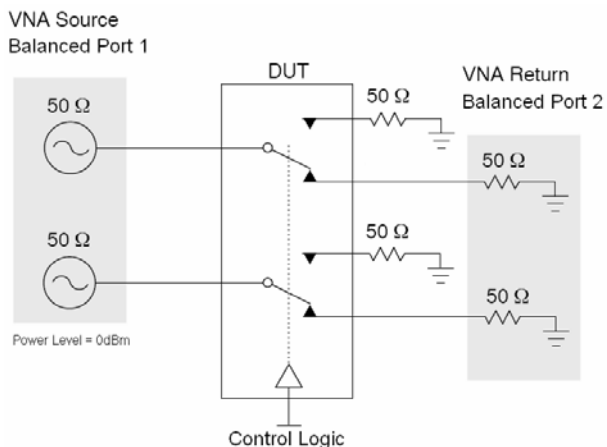 VNA Source
Balanced Port 1
DUT
VNA Return
Balanced Port 2
50 Ω
50 Ω
50 Ω
50 Ω
50 Ω
50 Ω
Power Level = 0dBm
Control Logic